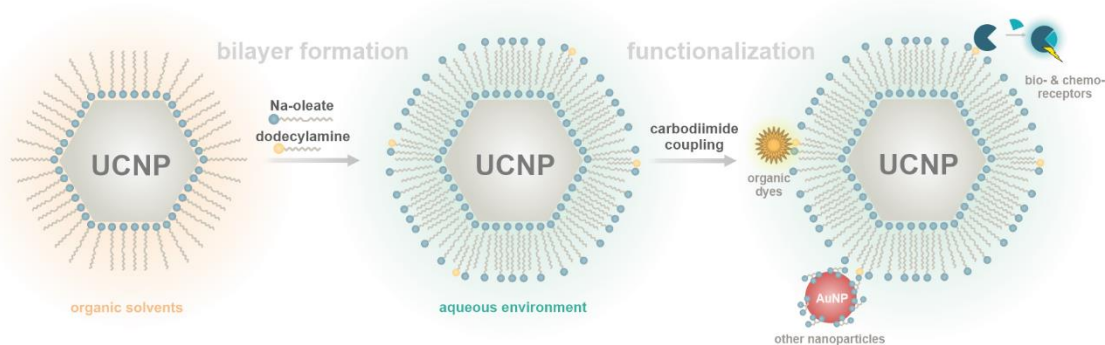 bilayer formation
functionalization
Na-oleate
dodecylamine
carbodiimide
coupling
bio- & chemo-
receptors
UCNP
UCNP
organic
dyes
UCNP
organic solvents
aqueous environment
AuNP
other nanoparticles